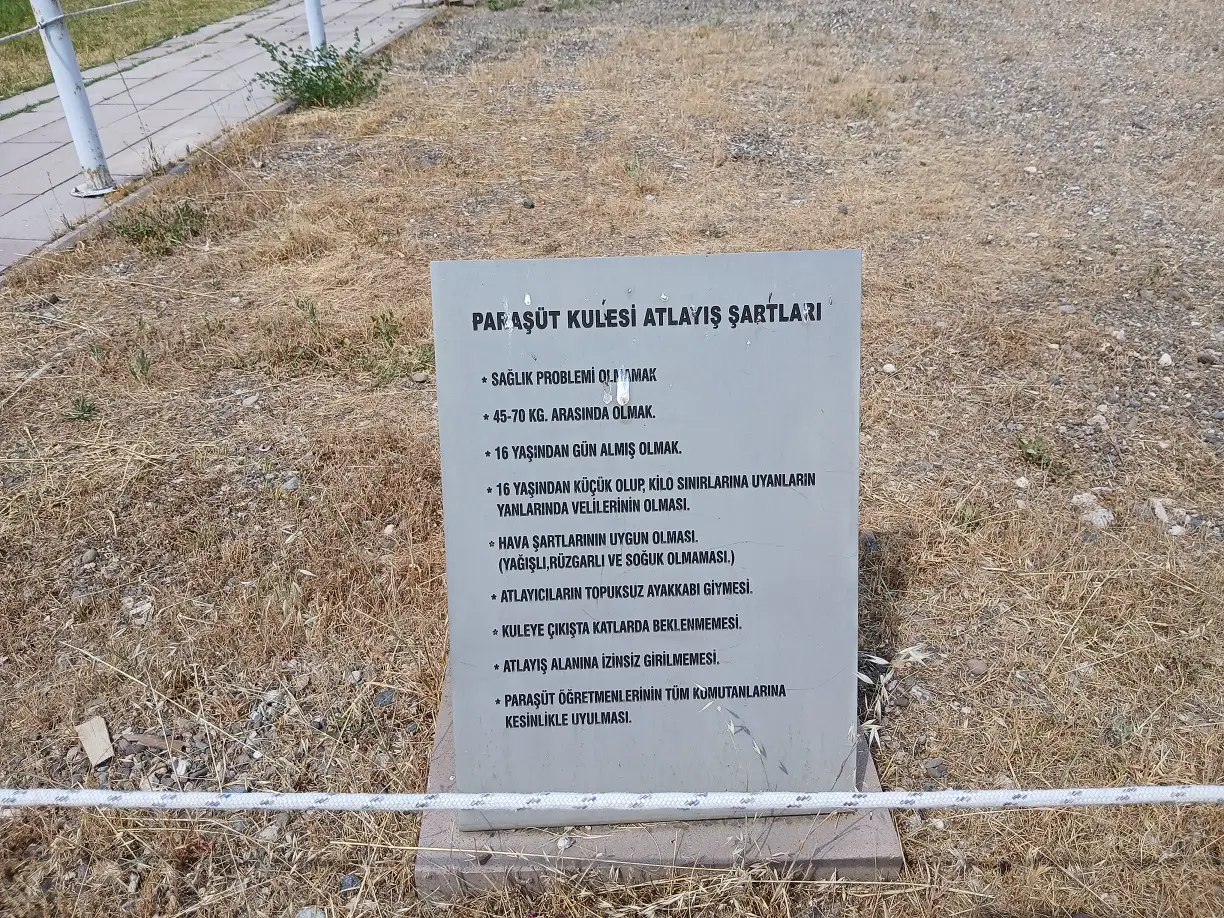 PARAŞÜT KULESİ ATLAYIŞ ŞARTLARI
* SAĞLIK PROBLEMİ OLMAMAK
* 45-70 KG. ARASINDA OLMAK.
* 16 YAŞINDAN GÜN ALMIŞ OLMAK.
* 16 YAŞINDAN KÜÇÜK OLUP, KİLO SINIRLARINA UYANLARIN
YANLARINDA VELİLERİNİN OLMASI.
* HAVA ŞARTLARININ UYGUN OLMASI.
(YAĞIŞLI,RÜZGARLI VE SOĞUK OLMAMASI.)
* ATLAYICILARIN TOPUKSUZ AYAKKABI GİYMESİ.
* KULEYE ÇIKIŞTA KATLARDA BEKLENMEMESİ.
* ATLAYIŞ ALANINA İZİNSİZ GİRİLMEMESİ.
* PARAŞÜT ÖĞRETMENLERİNİN TÜM KOMUTANLARINA
KESİNLİKLE UYULMASI.